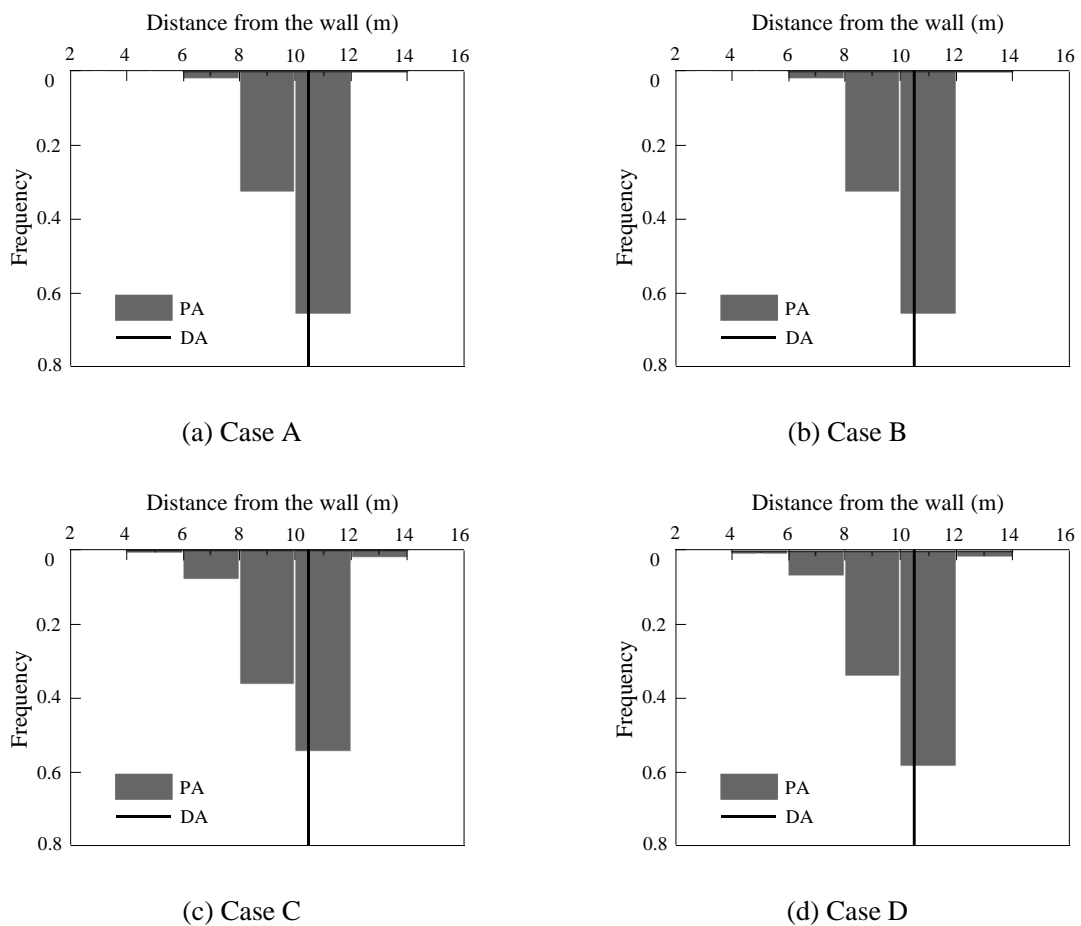 Distance from the wall (m)
2 4 6 8 10 12 14 16
0
0.2
0.4
0.6
0.8
Frequency
PA
DA
(a) Case A
Distance from the wall (m)
2 4 6 8 10 12 14 16
0
0.2
0.4
0.6
0.8
Frequency
PA
DA
(b) Case B
Distance from the wall (m)
2 4 6 8 10 12 14 16
0
0.2
0.4
0.6
0.8
Frequency
PA
DA
(c) Case C
Distance from the wall (m)
2 4 6 8 10 12 14 16
0
0.2
0.4
0.6
0.8
Frequency
PA
DA
(d) Case D